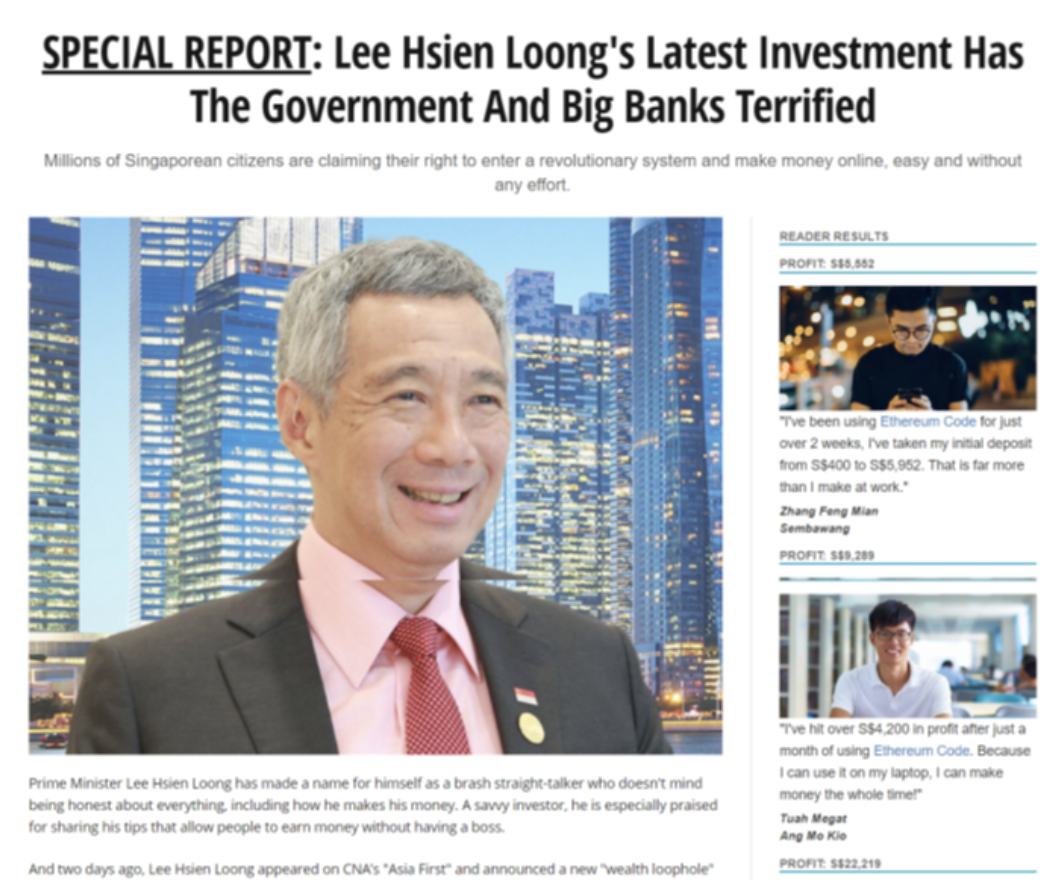 SPECIAL REPORT: Lee Hsien Loong's Latest Investment Has
The Government And Big Banks Terrified
Millions of Singaporean citizens are claiming their right to enter a revolutionary system and make money online, easy and without
any effort.
Prime Minister Lee Hsien Loong has made a name for himself as a brash straight-talker who doesn't mind
being honest about everything, including how he makes his money. A savvy investor, he is especially praised
for sharing his tips that allow people to earn money without having a boss.
And two days ago, Lee Hsien Loong appeared on CNA's "Asia First" and announced a new "wealth loophole"
READER RESULTS
PROFIT: S$5,552
"I've been using Ethereum Code for just
over 2 weeks, I've taken my initial deposit
from S$400 to S$5,952. That is far more
than I make at work."
Zhang Feng Mian
Sembawang
PROFIT: S$9,289
"I've hit over S$4,200 in profit after just a
month of using Ethereum Code. Because
I can use it on my laptop, I can make
money the whole time!"
Tuah Megat
Ang Mo Kio
PROFIT: S$22,219